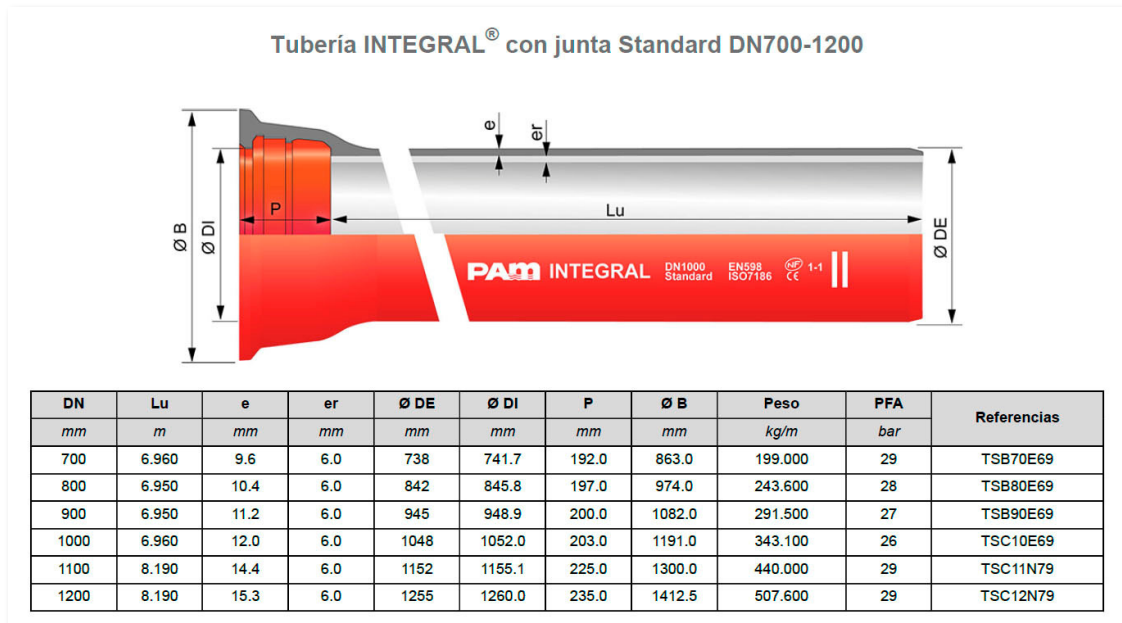 Tubería INTEGRAL® con junta Standard DN700-1200
e
er
P
Lu
Ø B
Ø DI
Ø DE
PAM INTEGRAL DN1000 Standard EN598 ISO7186 NF CE 1-1
DN Lu e er Ø DE Ø DI P Ø B Peso PFA Referencias
mm m mm mm mm mm mm mm kg/m bar
700 6.960 9.6 6.0 738 741.7 192.0 863.0 199.000 29 TSB70E69
800 6.950 10.4 6.0 842 845.8 197.0 974.0 243.600 28 TSB80E69
900 6.950 11.2 6.0 945 948.9 200.0 1082.0 291.500 27 TSB90E69
1000 6.960 12.0 6.0 1048 1052.0 203.0 1191.0 343.100 26 TSC10E69
1100 8.190 14.4 6.0 1152 1155.1 225.0 1300.0 440.000 29 TSC11N79
1200 8.190 15.3 6.0 1255 1260.0 235.0 1412.5 507.600 29 TSC12N79